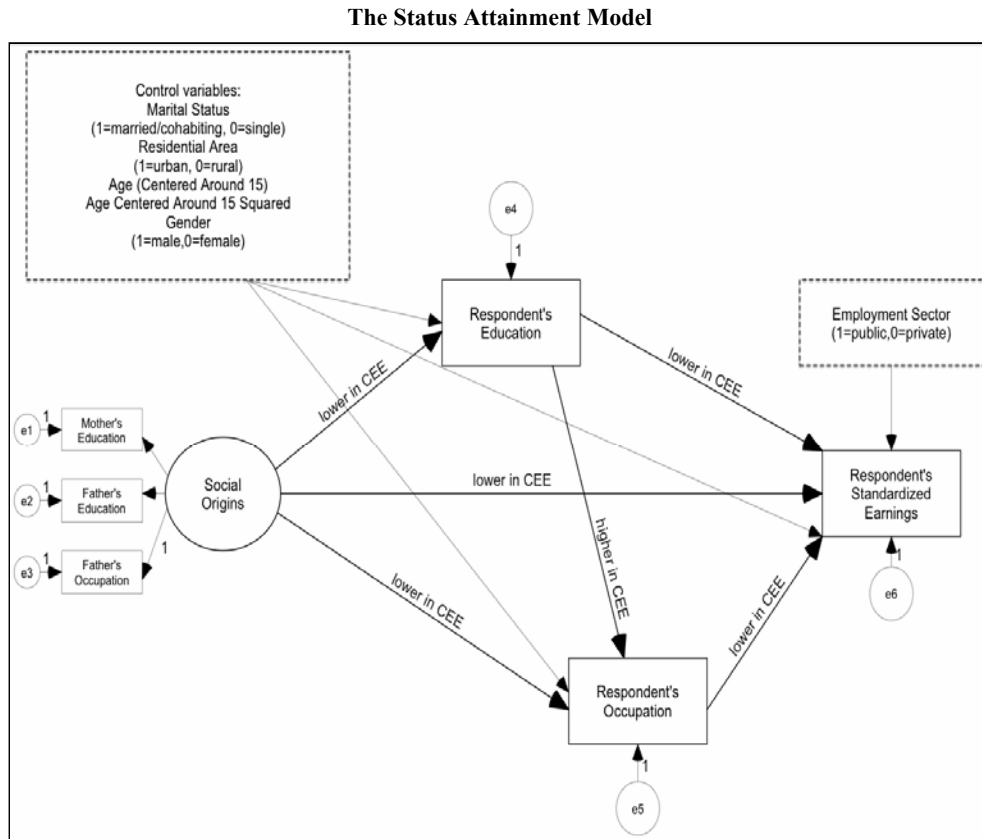 The Status Attainment Model
Control variables:
Marital Status
(1=married/cohabiting, 0=single)
Residential Area
(1=urban, 0=rural)
Age (Centered Around 15)
Age Centered Around 15 Squared
Gender
(1=male,0=female)
e4
1
Respondent's
Education
Employment Sector
(1=public,0=private)
lower in CEE
lower in CEE
e1
1
Mother's
Education
e2
1
Father's
Education
e3
1
Father's
Occupation
1
Social
Origins
lower in CEE
Respondent's
Standardized
Earnings
higher in CEE
lower in CEE
lower in CEE
1
e6
Respondent's
Occupation
1
e5